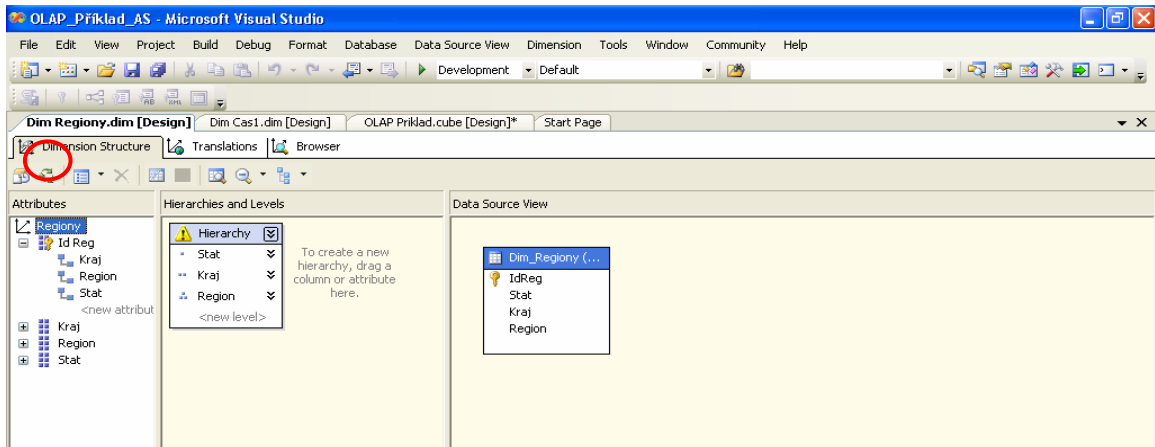 OLAP_Příklad_AS - Microsoft Visual Studio
File Edit View Project Build Debug Format Database Data Source View Dimension Tools Window Community Help
Development Default
Dim Regiony.dim [Design] Dim Cas1.dim [Design] OLAP Priklad.cube [Design]* Start Page
Dimension Structure Translations Browser
Attributes Hierarchies and Levels Data Source View
Regiony
Id Reg
Kraj
Region
Stat
<new attribut
Kraj
Region
Stat
Hierarchy
Stat
Kraj
Region
<new level>
To create a new
hierarchy, drag a
column or attribute
here.
Dim_Regiony (...
IdReg
Stat
Kraj
Region